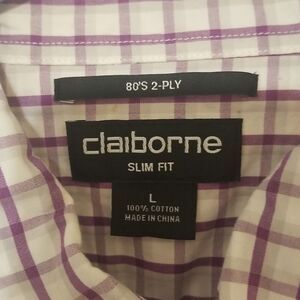 80'S 2-PLY
claiborne
SLIM FIT
L
100% COTTON
MADE IN CHINA